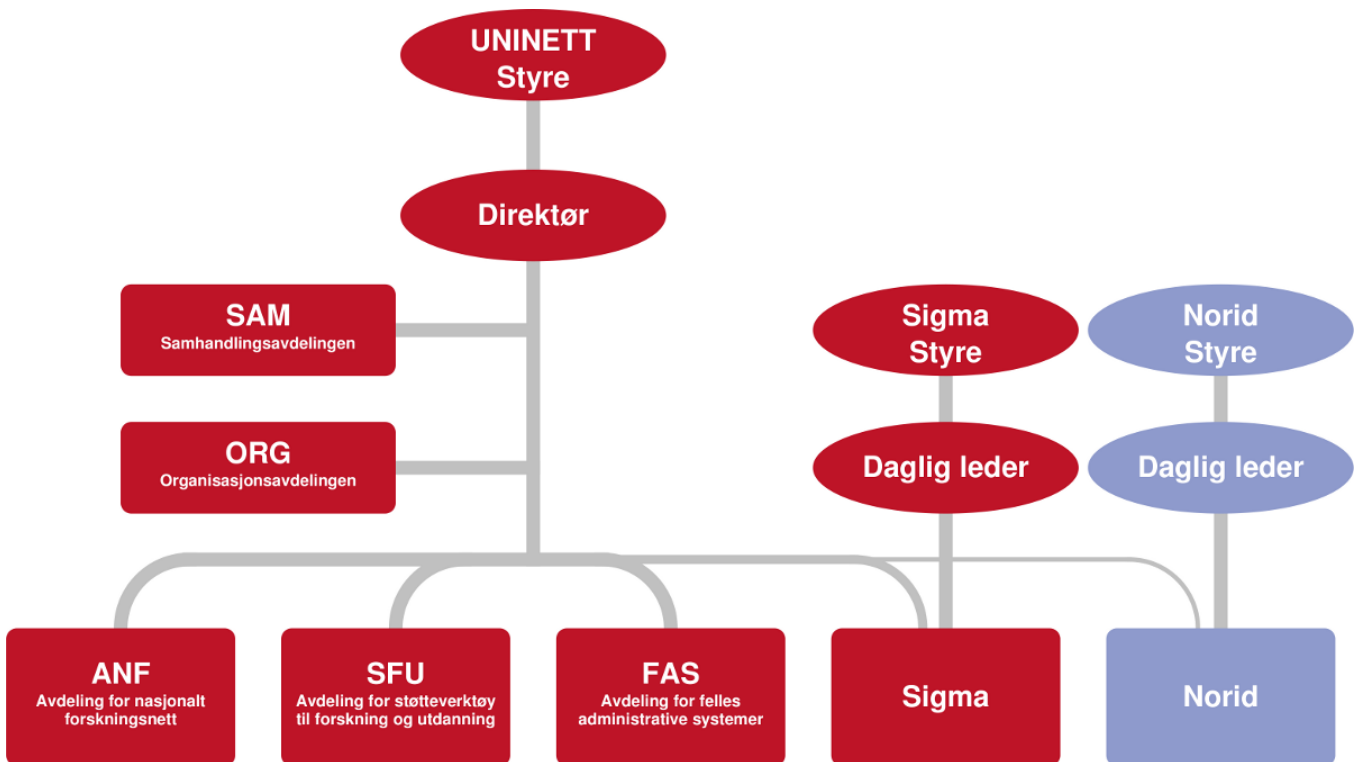 UNINETT
Styre
Direktør
SAM
Samhandlingsavdelingen
Sigma
Styre
Norid
Styre
ORG
Organisasjonsavdelingen
Daglig leder
Daglig leder
ANF
Avdeling for nasjonalt
forskningsnett
SFU
Avdeling for støtteverktøy
til forskning og utdanning
FAS
Avdeling for felles
administrative systemer
Sigma
Norid